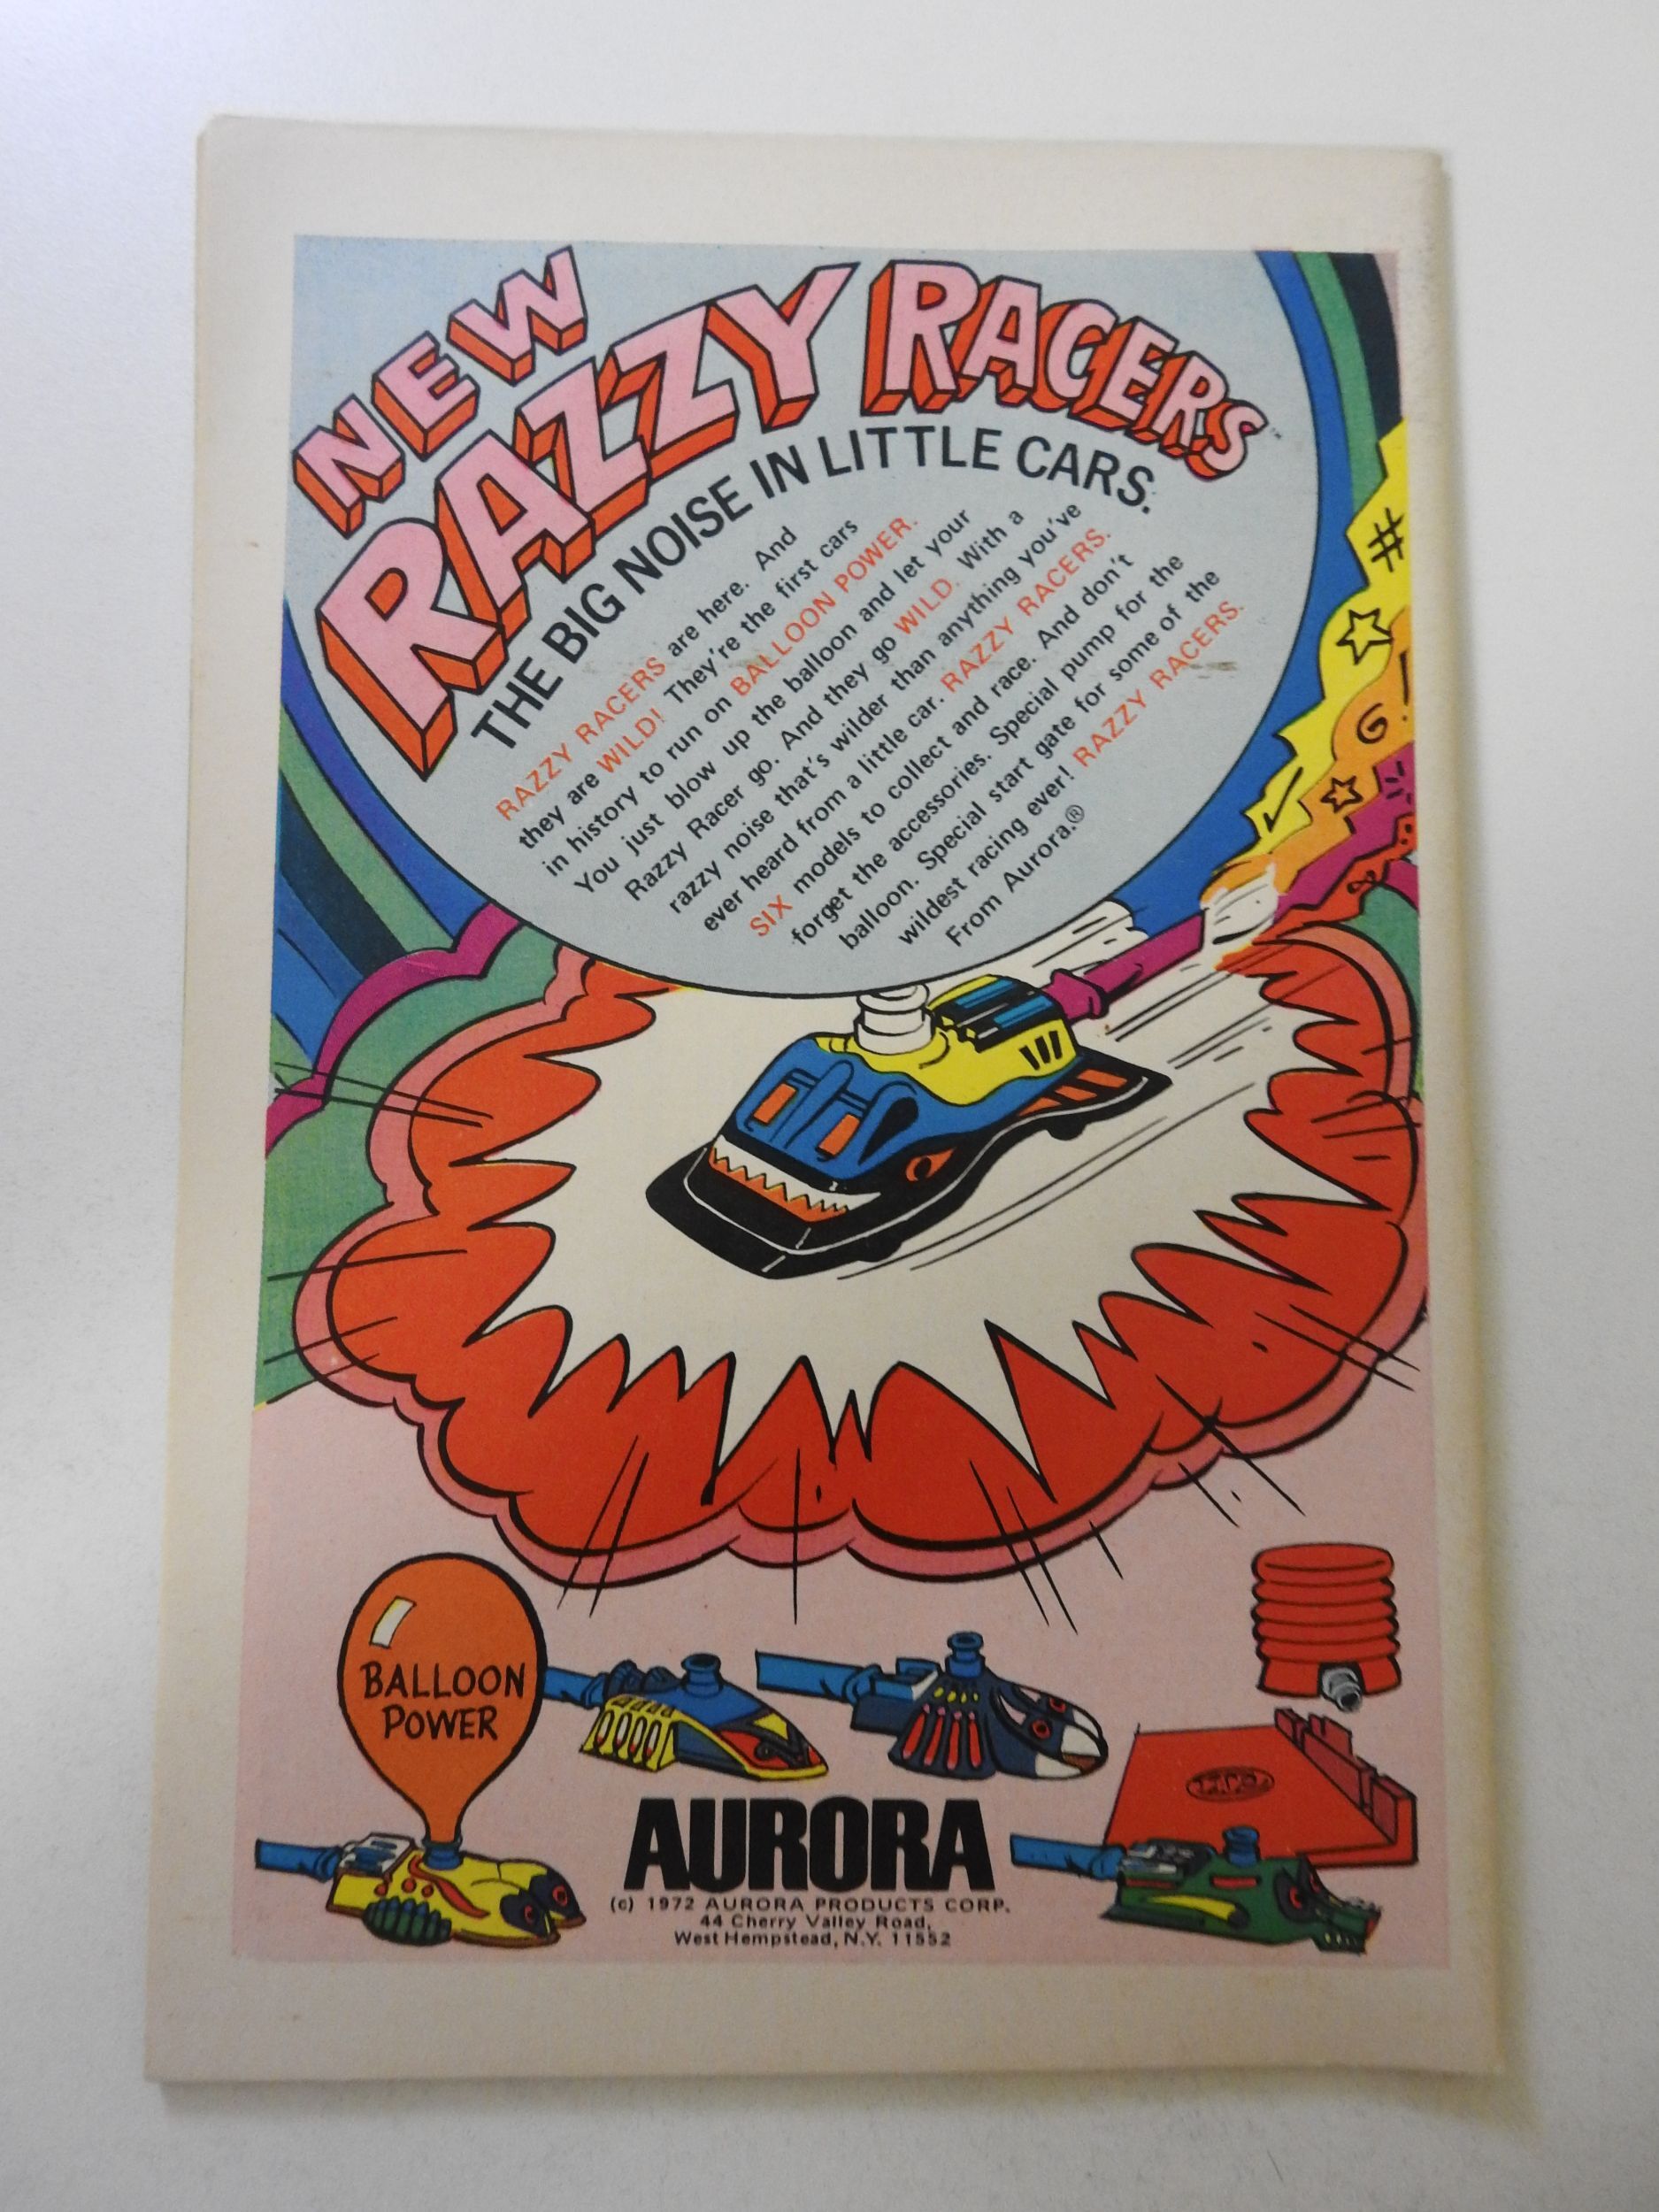 NEW
RAZZY RACERS™
THE BIG NOISE IN LITTLE CARS.
RAZZY RACERS are here. And
they are WILD! They're the first cars
in history to run on BALLOON POWER.
You just blow up the balloon and let your
Razzy Racer go. And they go WILD. With a
razzy noise that's wilder than anything you've
ever heard from a little car. RAZZY RACERS.
SIX models to collect and race. And don't
forget the accessories. Special pump for the
balloon. Special start gate for some of the
wildest racing ever! RAZZY RACERS.
From Aurora.®
#
G!
BALLOON
POWER
AURORA
(c) 1972 AURORA PRODUCTS CORP.
44 Cherry Valley Road,
West Hempstead, N.Y. 11552